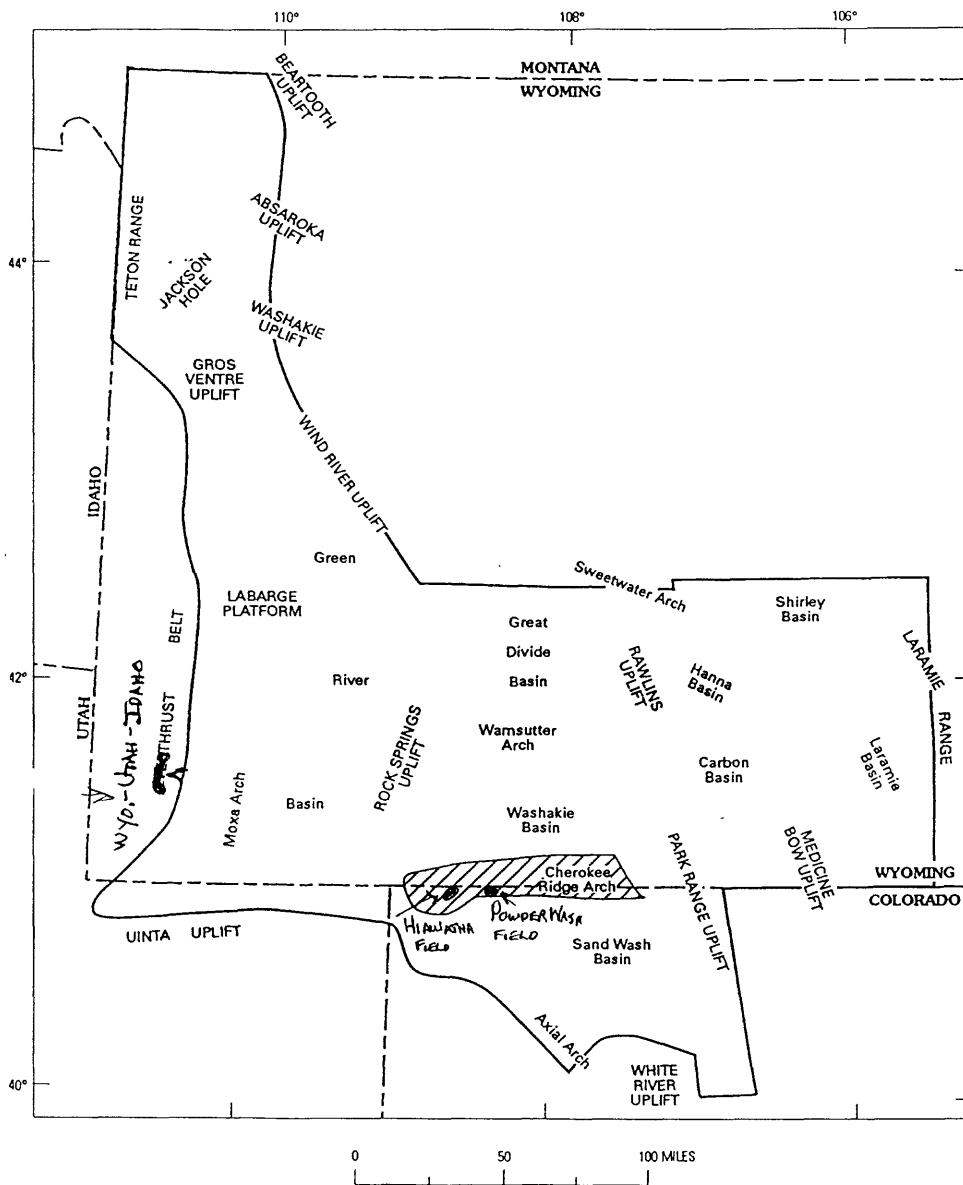 110°
108°
106°
BEARTOOTH
UPLIFT
MONTANA
WYOMING
ABSAROKA
UPLIFT
TETON RANGE
44°
JACKSON
HOLE
WASHAKIE
UPLIFT
GROS
VENTRE
UPLIFT
WIND RIVER UPLIFT
IDAHO
Green
Sweetwater Arch
LABARGE
PLATFORM
Shirley
Basin
BELT
Great
Divide
Basin
RAWLINS
UPLIFT
Hanna
Basin
LARAMIE
RANGE
42°
River
UTAH
WYO.-UTAH-IDAHO
THRUST
ROCK SPRINGS
UPLIFT
Wamsutter
Arch
Carbon
Basin
Laramie
Basin
Moxa Arch
Basin
Washakie
Basin
PARK RANGE UPLIFT
MEDICINE
BOW UPLIFT
Cherokee
Ridge Arch
WYOMING
COLORADO
HIAWATHA
FIELD
POWDER WASH
FIELD
UINTA UPLIFT
Sand Wash
Basin
Axial Arch
40°
WHITE
RIVER
UPLIFT
0 50 100 MILES